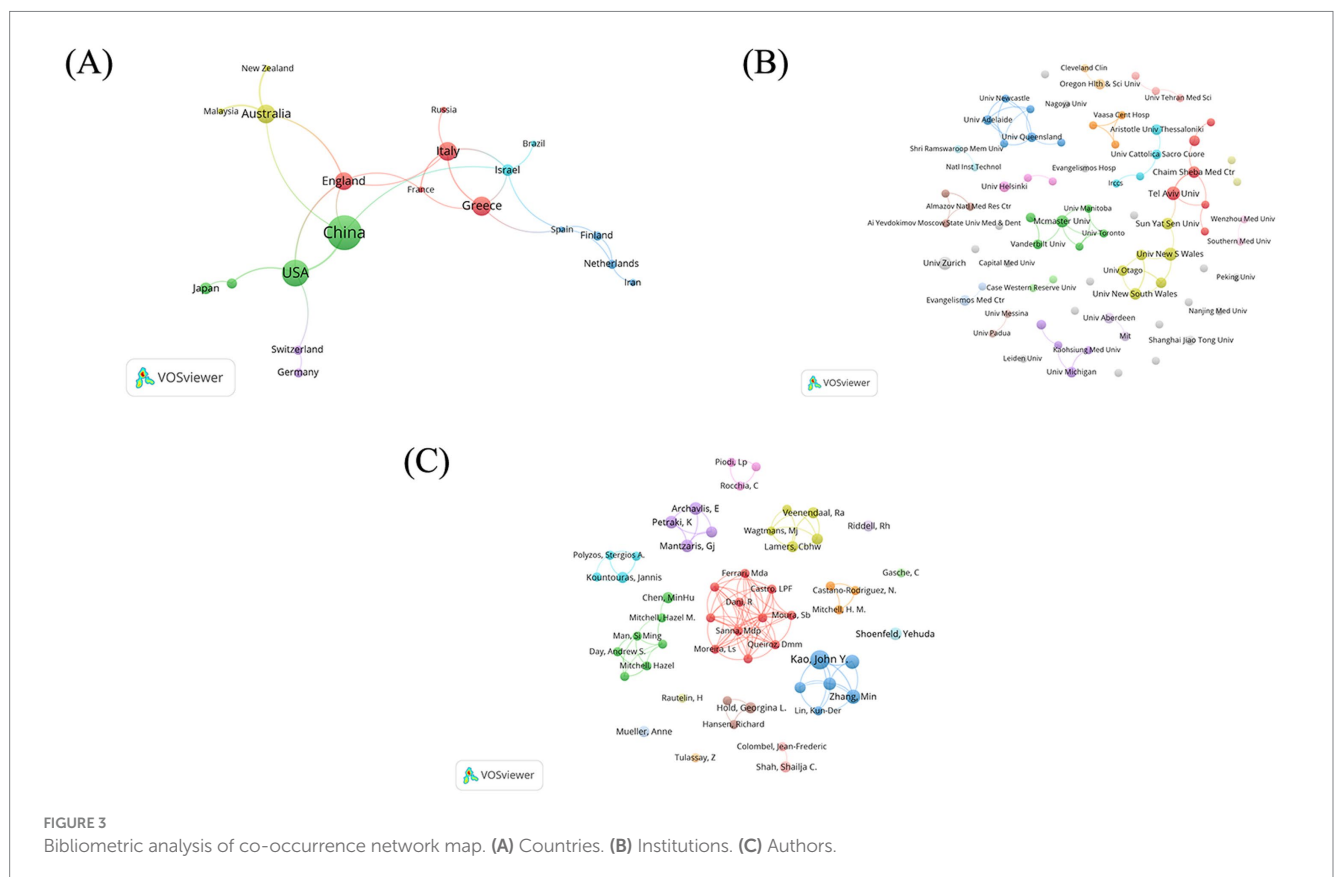 (A)
New Zealand
Malaysia
Australia
Russia
Italy
Brazil
Israel
England
France
Greece
China
Spain
Finland
USA
Netherlands
Japan
Iran
Switzerland
Germany
VOSviewer
(B)
Cleveland Clin
Oregon Hlth & Sci Univ
Univ Newcastle
Nagoya Univ
Univ Tehran Med Sci
Univ Adelaide
Vaasa Cent Hosp
Aristotle Univ Thessaloniki
Univ Queensland
Shri Ramswaroop Mem Univ
Univ Cattolica Sacro Cuore
Natl Inst Technol
Evangelismos Hosp
Chaim Sheba Med Ctr
Univ Helsinki
Irccs
Tel Aviv Univ
Almazov Natl Med Res Ctr
Univ Manitoba
Ai Yevdokimov Moscow State Univ Med & Dent
Mcmaster Univ
Sun Yat Sen Univ
Wenzhou Med Univ
Univ Toronto
Vanderbilt Univ
Southern Med Univ
Univ Zurich
Capital Med Univ
Univ New S Wales
Univ Otago
Peking Univ
Case Western Reserve Univ
Evangelismos Med Ctr
Univ New South Wales
Univ Messina
Univ Aberdeen
Nanjing Med Univ
Univ Padua
Mit
Shanghai Jiao Tong Univ
Leiden Univ
Kaohsiung Med Univ
Univ Michigan
VOSviewer
(C)
Piodi, Lp
Rocchia, C
Archavlis, E
Petraki, K
Mantzaris, Gj
Veenendaal, Ra
Wagtmans, Mj
Lamers, Cbhw
Riddell, Rh
Polyzos, Stergios A.
Kountouras, Jannis
Ferrari, Mda
Castro, LPF
Dani, R
Moura, Sb
Sanna, Mdp
Queiroz, Dmm
Moreira, Ls
Gasche, C
Castano-Rodriguez, N.
Mitchell, H. M.
Chen, MinHu
Mitchell, Hazel M.
Man, Si Ming
Day, Andrew S.
Mitchell, Hazel
Shoenfeld, Yehuda
Kao, John Y.
Zhang, Min
Lin, Kun-Der
Rautelin, H
Hold, Georgina L.
Hansen, Richard
Mueller, Anne
Tulassay, Z
Colombel, Jean-Frederic
Shah, Shailja C.
VOSviewer
FIGURE 3
Bibliometric analysis of co-occurrence network map. (A) Countries. (B) Institutions. (C) Authors.